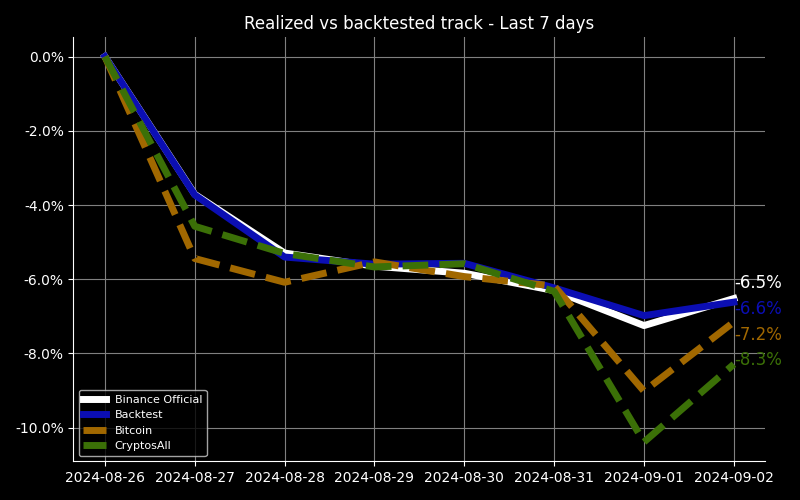 Realized vs backtested track - Last 7 days
0.0%
-2.0%
-4.0%
-6.0%
-8.0%
-10.0%
-6.5%
-6.6%
-7.2%
-8.3%
Binance Official
Backtest
Bitcoin
CryptosAll
2024-08-26 2024-08-27 2024-08-28 2024-08-29 2024-08-30 2024-08-31 2024-09-01 2024-09-02